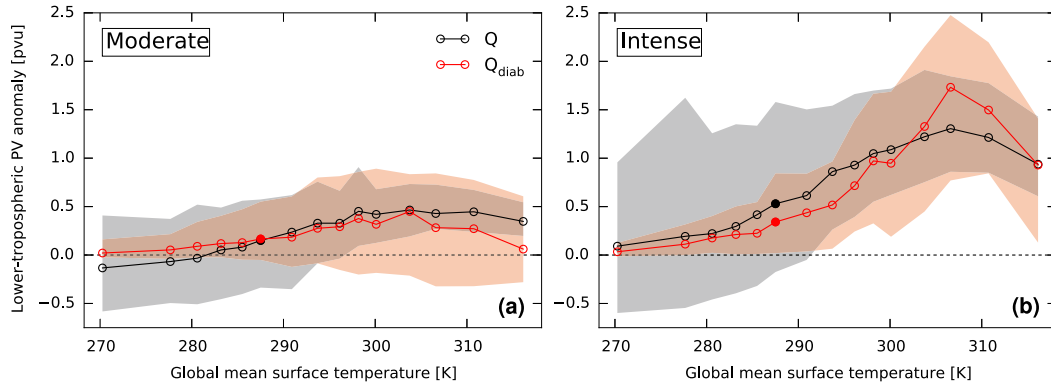 Lower-tropospheric PV anomaly [pvu]
2.5
2.0
1.5
1.0
0.5
0.0
−0.5
Moderate
Q
Q_diab
(a)
270
280
290
300
310
Global mean surface temperature [K]
2.5
2.0
1.5
1.0
0.5
0.0
−0.5
Intense
(b)
270
280
290
300
310
Global mean surface temperature [K]